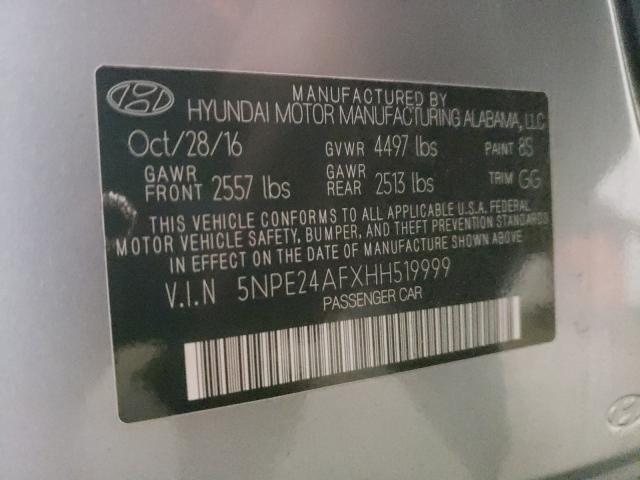 MANUFACTURED BY
HYUNDAI MOTOR MANUFACTURING ALABAMA, LLC
Oct/28/16 GVWR 4497 lbs PAINT 8S
GAWR FRONT 2557 lbs GAWR REAR 2513 lbs TRIM GG
THIS VEHICLE CONFORMS TO ALL APPLICABLE U.S.A. FEDERAL
MOTOR VEHICLE SAFETY, BUMPER, AND THEFT PREVENTION STANDARDS
IN EFFECT ON THE DATE OF MANUFACTURE SHOWN ABOVE.
V.I.N 5NPE24AFXHH519999
PASSENGER CAR